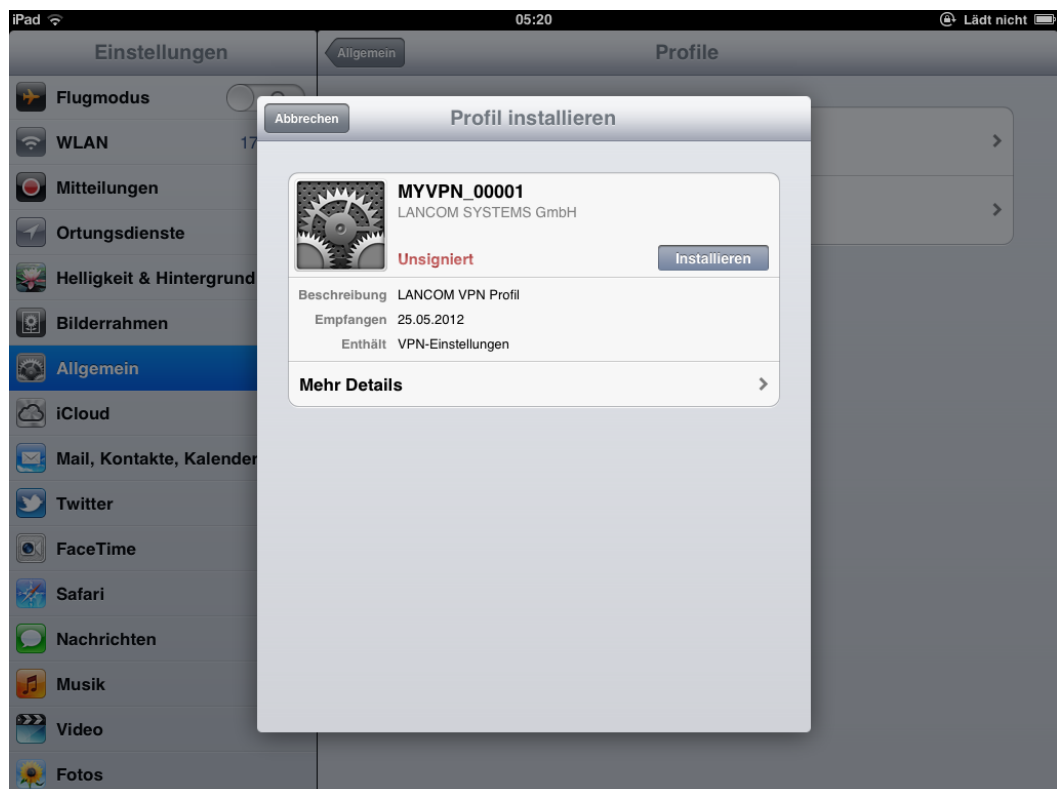 iPad 05:20 Lädt nicht
Einstellungen
Allgemein
Profile
Flugmodus
WLAN 17
Mitteilungen
Ortungsdienste
Helligkeit & Hintergrund
Bilderrahmen
Allgemein
iCloud
Mail, Kontakte, Kalender
Twitter
FaceTime
Safari
Nachrichten
Musik
Video
Fotos
Abbrechen
Profil installieren
MYVPN_00001
LANCOM SYSTEMS GmbH
Unsigniert
Installieren
Beschreibung LANCOM VPN Profil
Empfangen 25.05.2012
Enthält VPN-Einstellungen
Mehr Details